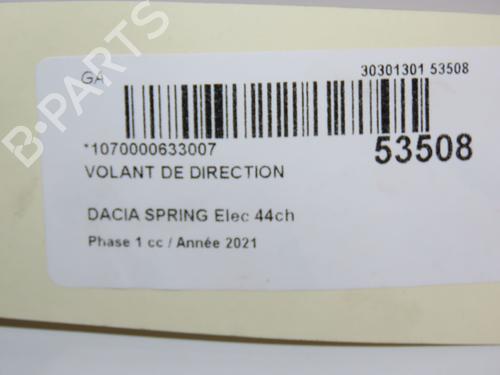 GA
30301301 53508
*1070000633007
53508
VOLANT DE DIRECTION
DACIA SPRING Elec 44ch
Phase 1 cc / Année 2021
B-PARTS